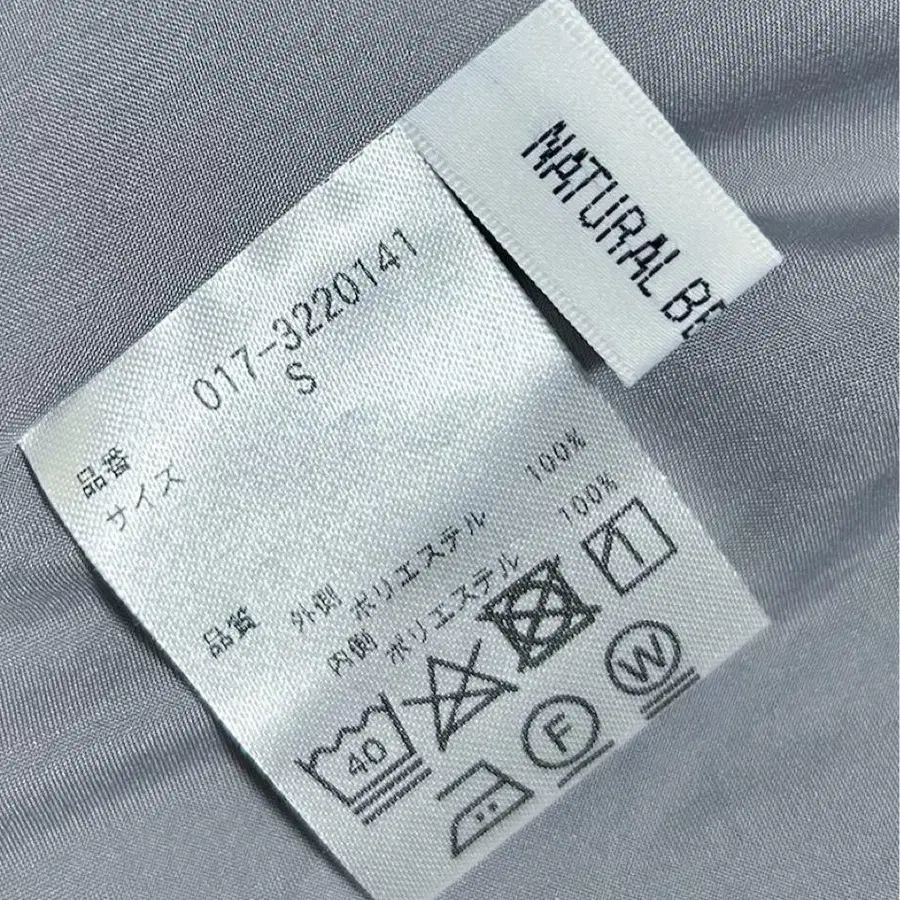 NATURAL BE
品番 017-3220141
サイズ S
品質 外側 ポリエステル 100%
内側 ポリエステル 100%
40
F
W